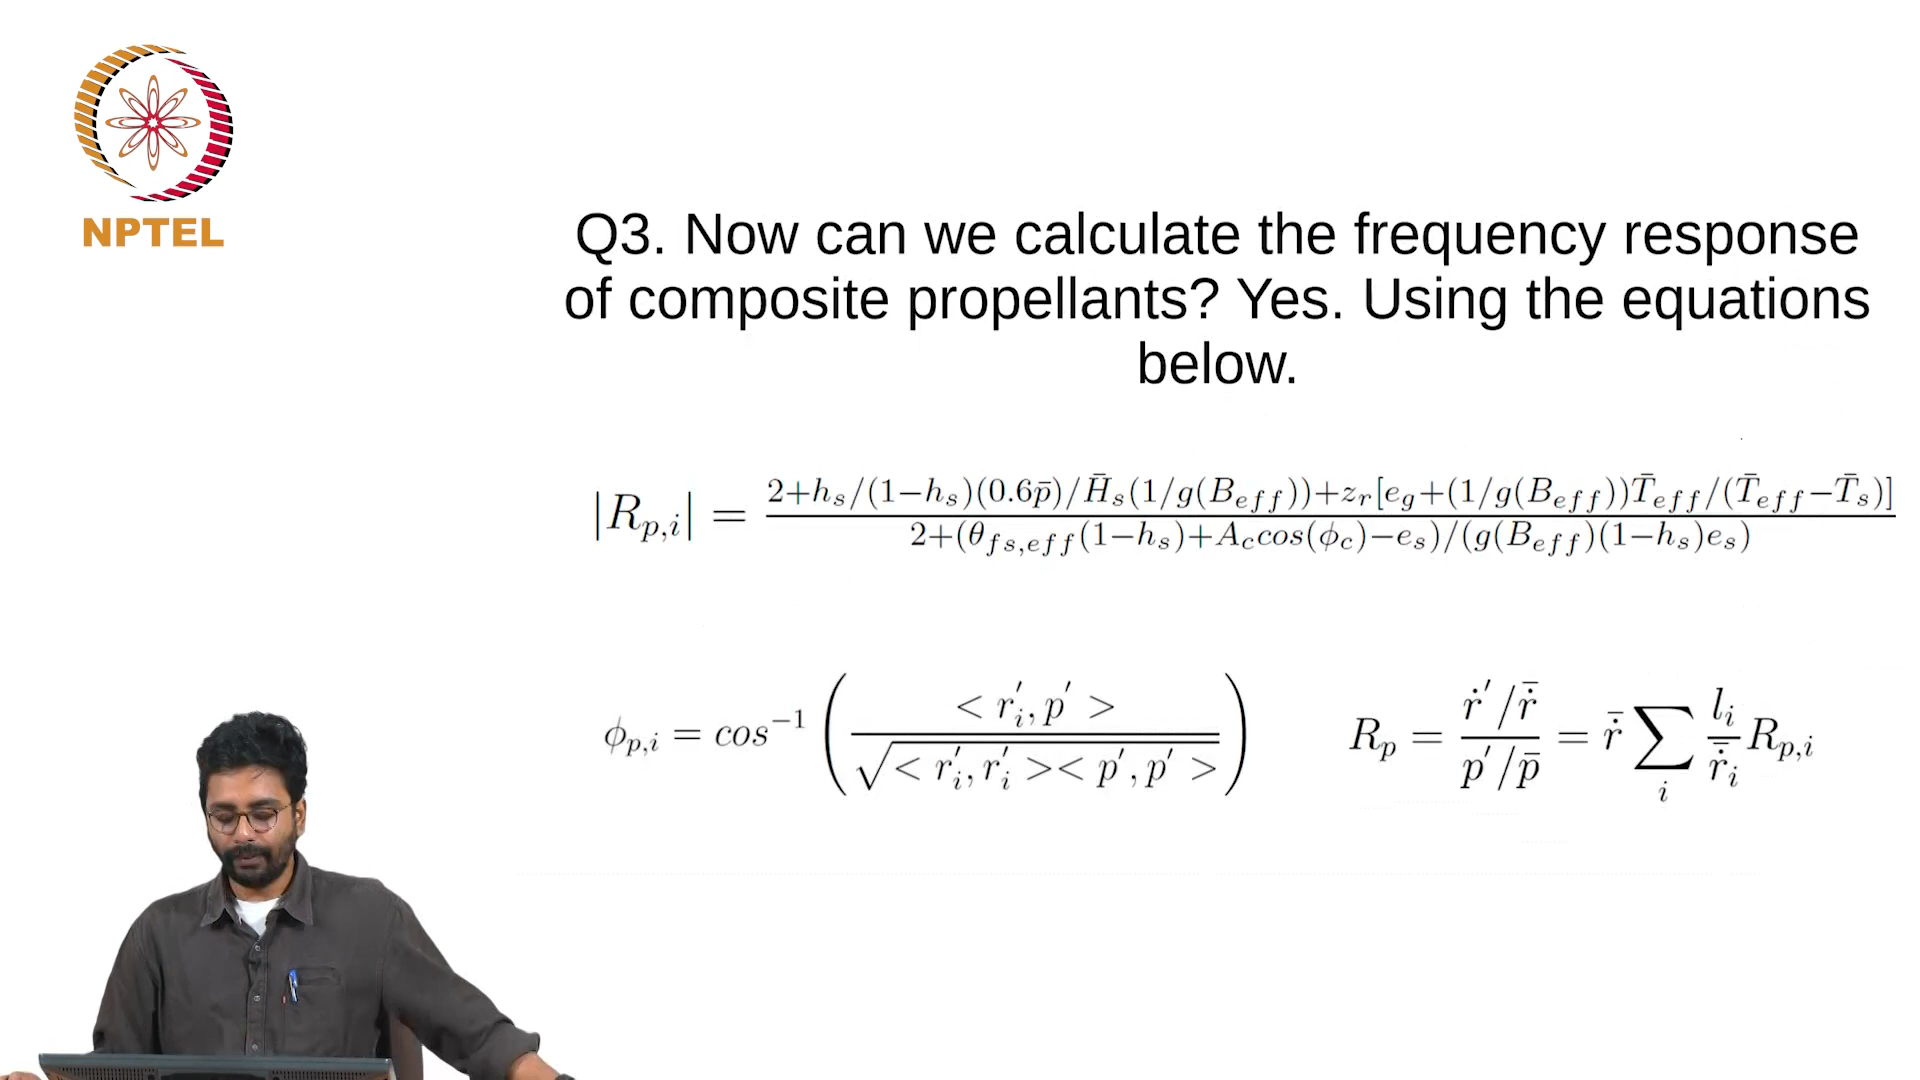 NPTEL
Q3. Now can we calculate the frequency response
of composite propellants? Yes. Using the equations
below.
|R_{p,i}| = \frac{2+h_s/(1-h_s)(0.6\bar{p})/\bar{H}_s(1/g(B_{eff}))+z_r[e_g+(1/g(B_{eff}))\bar{T}_{eff}/(\bar{T}_{eff}-\bar{T}_s)]}{2+(\theta_{fs,eff}(1-h_s)+A_c cos(\phi_c)-e_s)/(g(B_{eff})(1-h_s)e_s)}
\phi_{p,i} = cos^{-1} \left( \frac{< r_i', p' >}{\sqrt{< r_i', r_i' >< p', p' >}} \right)
R_p = \frac{\dot{r}'/\bar{\dot{r}}}{p'/\bar{p}} = \bar{\dot{r}} \sum_i \frac{l_i}{\bar{\dot{r}}_i} R_{p,i}